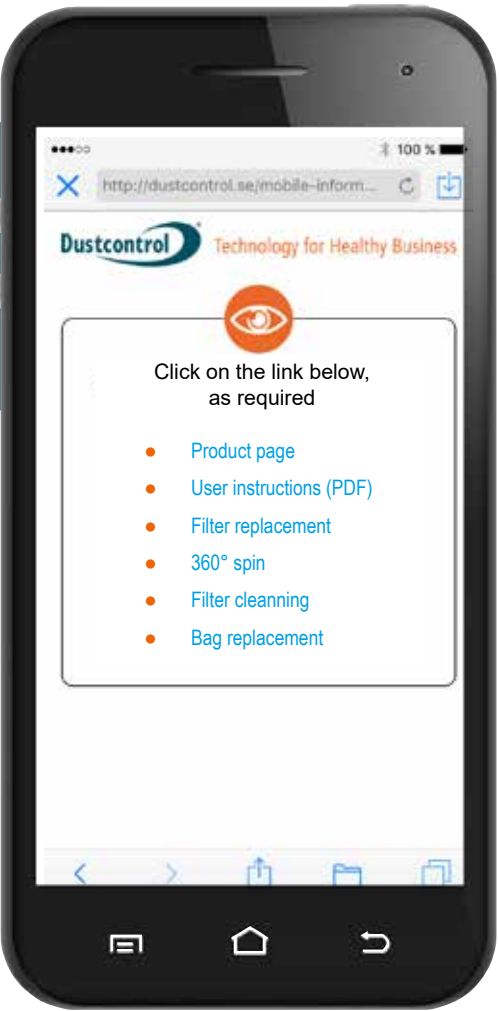 100 %
http://dustcontrol.se/mobile-inform...
Dustcontrol® Technology for Healthy Business
Click on the link below,
as required
● Product page
● User instructions (PDF)
● Filter replacement
● 360° spin
● Filter cleanning
● Bag replacement